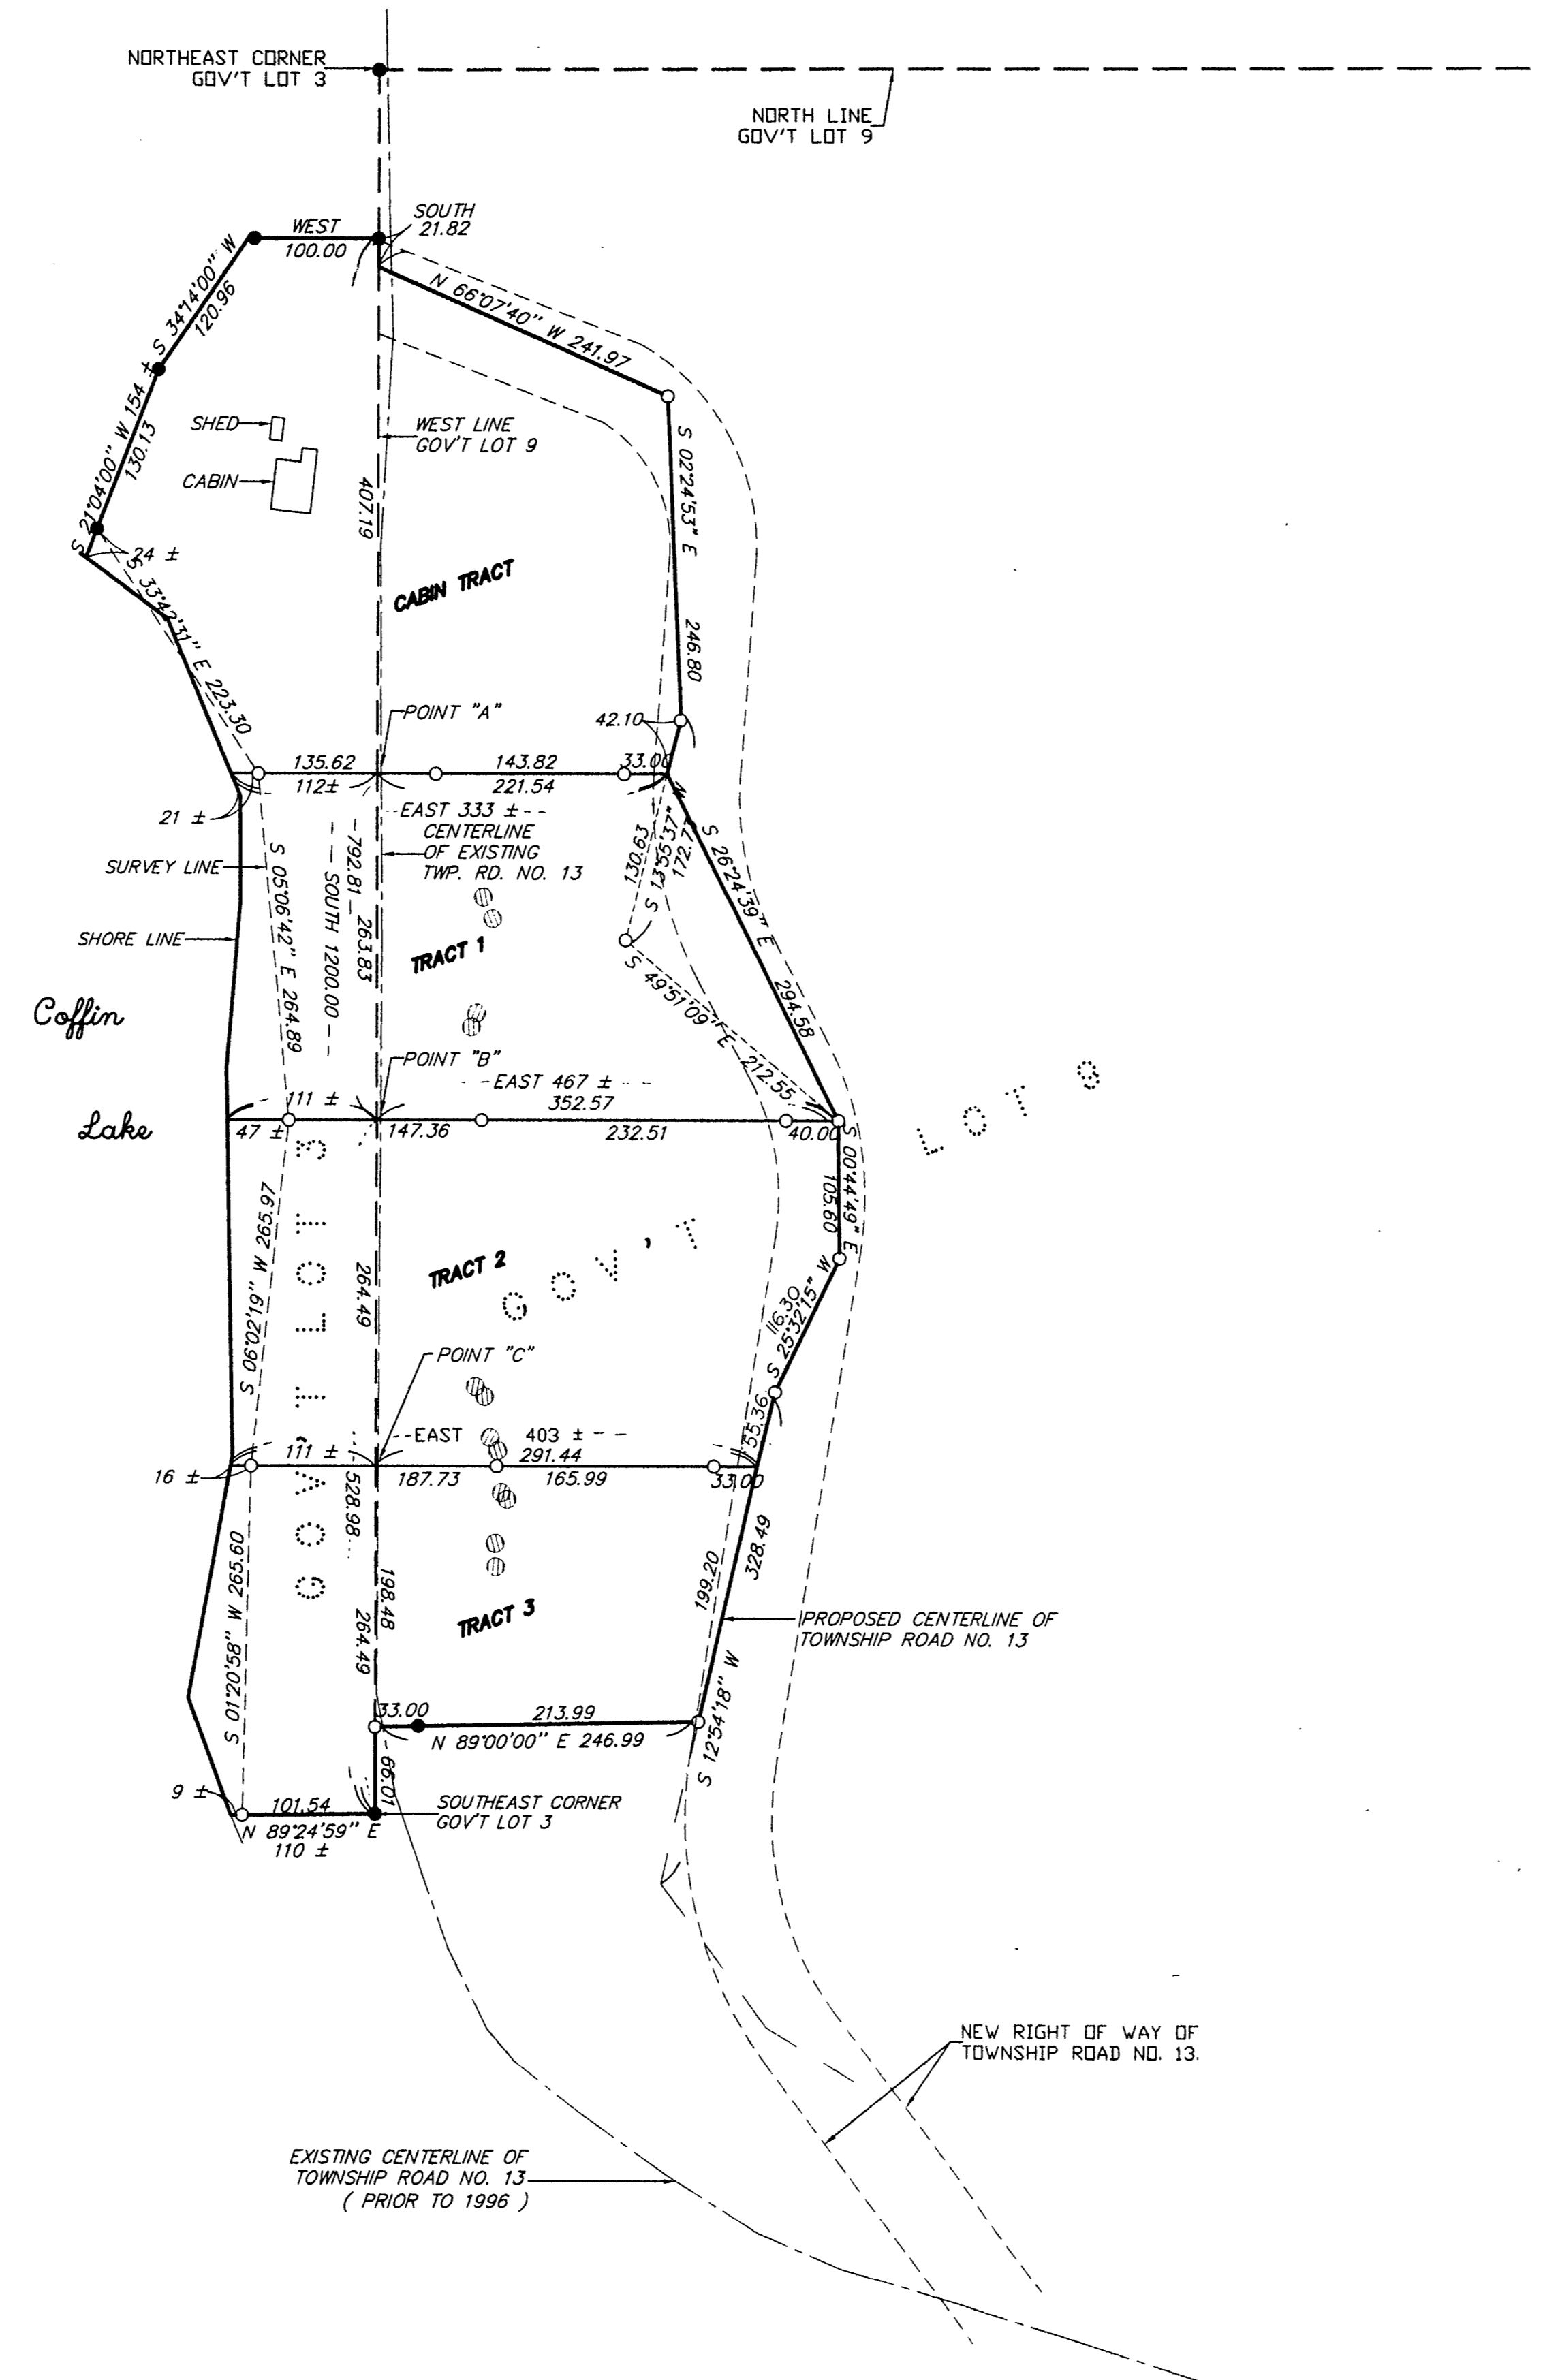 NORTHEAST CORNER
GOV'T LOT 3
NORTH LINE
GOV'T LOT 9
SOUTH
21.82
WEST
100.00
N 66°07'40" W 241.97
S 34°14'00" W
120.96
S 21°04'00" W 154 ±
130.13
SHED
CABIN
WEST LINE
GOV'T LOT 9
407.19
S 02°24'53" E
246.80
24 ±
S 33°42'31" E 223.30
CABIN TRACT
POINT "A"
42.10
135.62
143.82
33.00
112±
221.54
21 ±
EAST 333 ±
CENTERLINE
OF EXISTING
TWP. RD. NO. 13
792.81
263.83
SOUTH 1200.00
SURVEY LINE
SHORE LINE
S 05°06'42" E 264.89
130.63
S 13°55'37" W
172.7
S 26°24'39" E
294.58
TRACT 1
S 49°51'09" E 212.55
Coffin
Lake
POINT "B"
EAST 467 ±
111 ±
352.57
47 ±
147.36
232.51
40.00
GOV'T LOT 9
S 00°44'49" E
105.60
S 06°02'19" W 265.97
GOV'T LOT 3
264.49
TRACT 2
116.30
S 25°32'15" W
POINT "C"
EAST 403 ±
111 ±
291.44
55.36
16 ±
187.73
165.99
33.00
528.98
S 01°20'58" W 265.60
198.48
264.49
TRACT 3
199.20
328.49
S 12°54'18" W
PROPOSED CENTERLINE OF
TOWNSHIP ROAD NO. 13
33.00
213.99
N 89°00'00" E 246.99
66.01
9 ±
101.54
N 89°24'59" E
110 ±
SOUTHEAST CORNER
GOV'T LOT 3
NEW RIGHT OF WAY OF
TOWNSHIP ROAD NO. 13.
EXISTING CENTERLINE OF
TOWNSHIP ROAD NO. 13
( PRIOR TO 1996 )